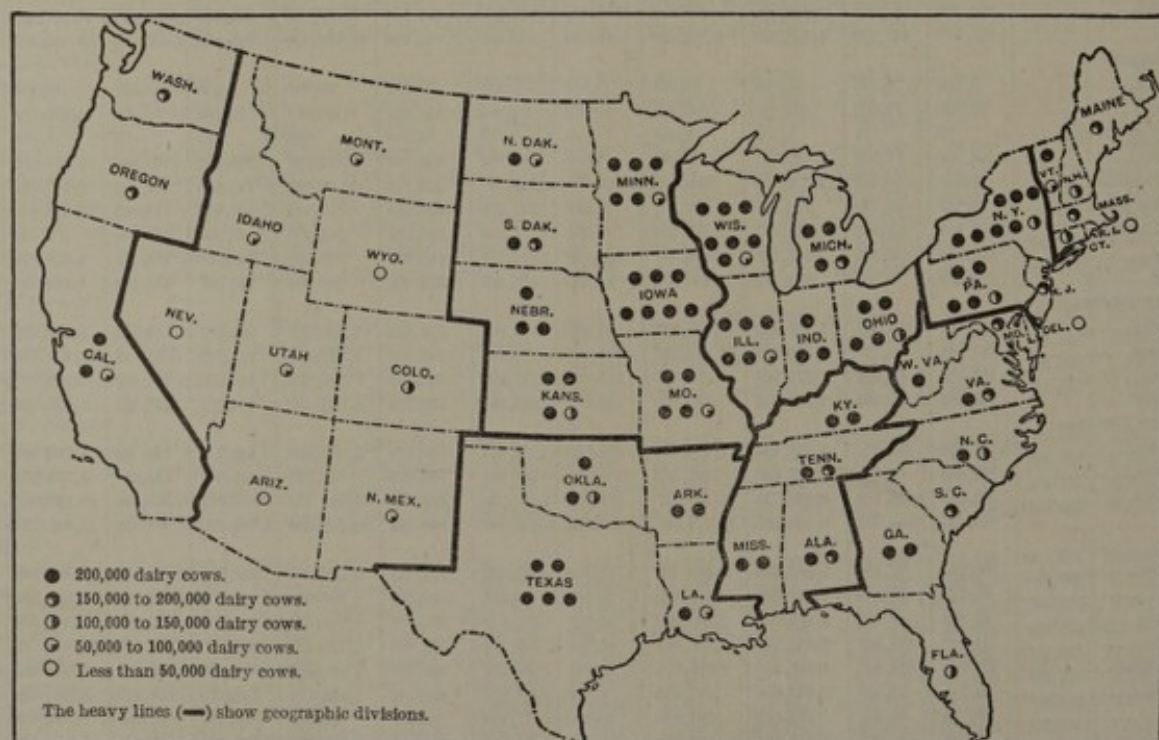 WASH.
MAINE
MONT.
N. DAK.
MINN.
OREGON
VT.
N.H.
IDAHO
S. DAK.
WIS.
MICH.
N. Y.
MASS.
R. I.
CT.
WYO.
IOWA
PA.
N. J.
NEV.
NEBR.
CAL.
UTAH
COLO.
ILL.
IND.
OHIO
MD.
DEL.
KANS.
MO.
W. VA.
VA.
KY.
ARIZ.
N. MEX.
OKLA.
ARK.
TENN.
N. C.
S. C.
TEXAS
MISS.
ALA.
GA.
LA.
FLA.
200,000 dairy cows.
150,000 to 200,000 dairy cows.
100,000 to 150,000 dairy cows.
50,000 to 100,000 dairy cows.
Less than 50,000 dairy cows.
The heavy lines (▬) show geographic divisions.